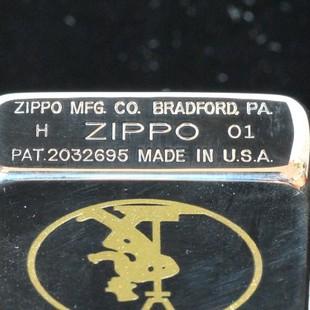 ZIPPO MFG. CO. BRADFORD, PA.
H ZIPPO 01
PAT.2032695 MADE IN U.S.A.